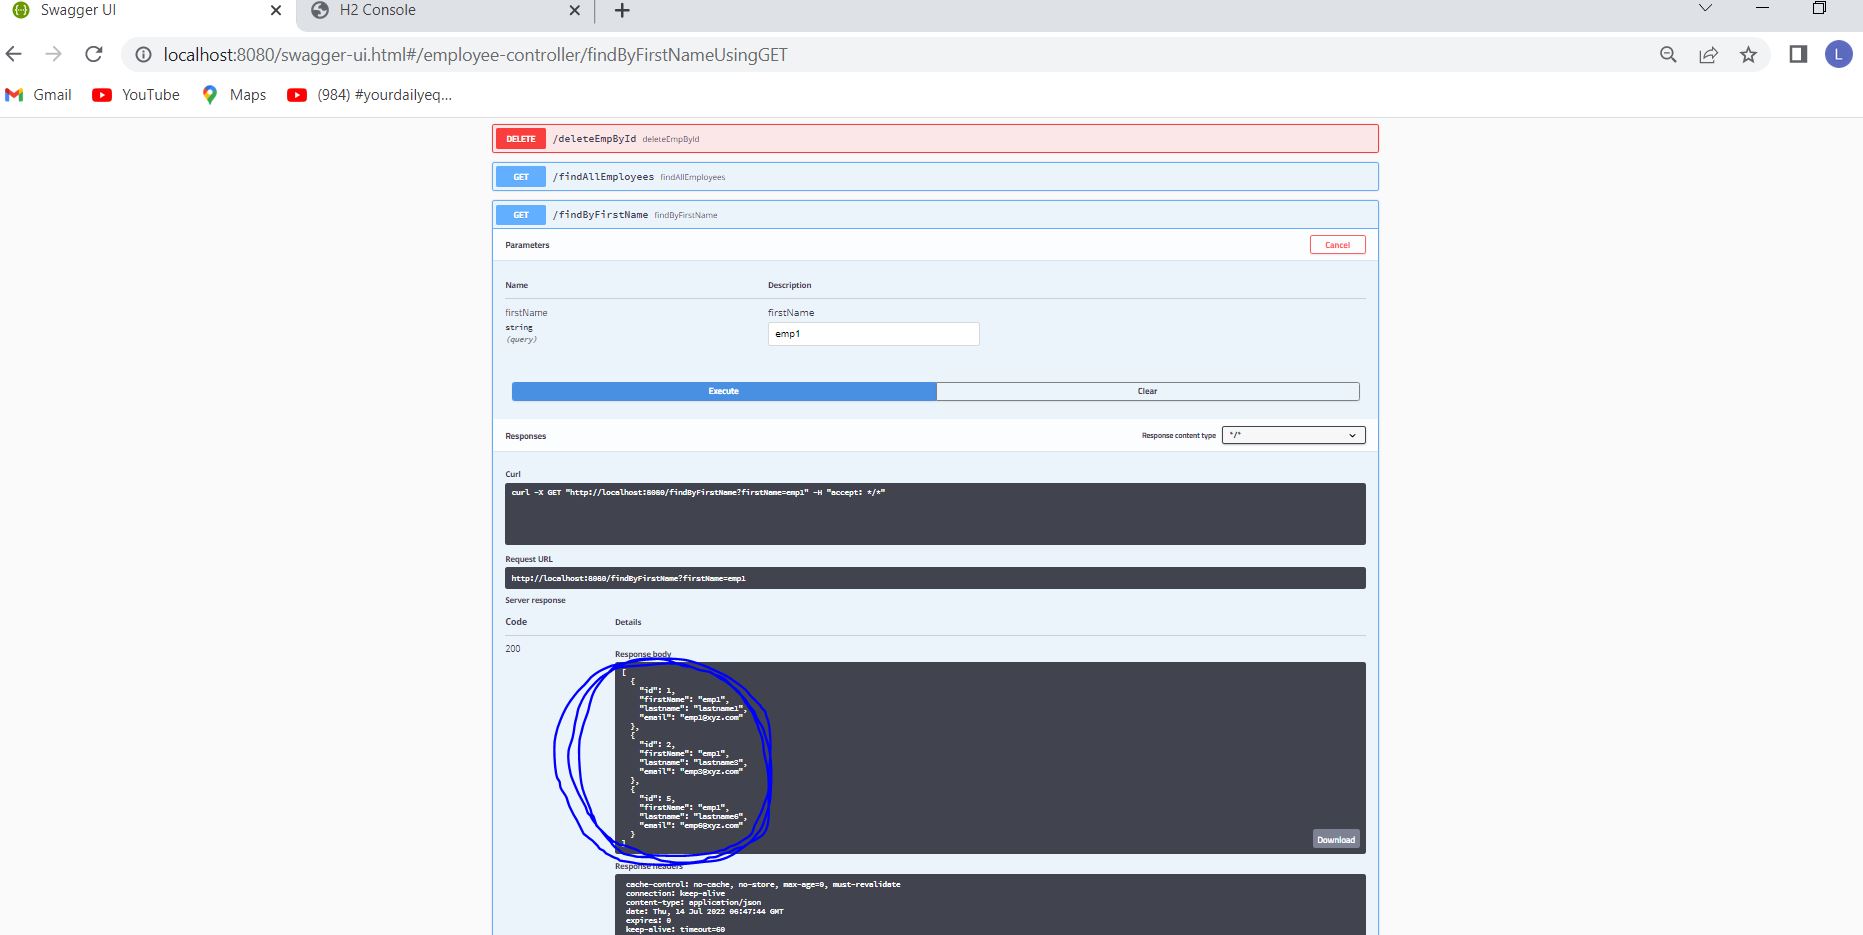 Swagger UI
H2 Console
localhost:8080/swagger-ui.html#/employee-controller/findByFirstNameUsingGET
L
Gmail
YouTube
Maps
(984) #yourdailyeq...
DELETE /deleteEmpById deleteEmpById
GET /findAllEmployees findAllEmployees
GET /findByFirstName findByFirstName
Parameters
Cancel
Name Description
firstName firstName
string
(query)
emp1
Execute Clear
Responses
Response content type */*
Curl
curl -X GET "http://localhost:8080/findByFirstName?firstName=emp1" -H "accept: */*"
Request URL
http://localhost:8080/findByFirstName?firstName=emp1
Server response
Code Details
200
Response body
[
{
"id": 1,
"firstName": "emp1",
"lastname": "lastname1",
"email": "emp1@xyz.com"
},
{
"id": 2,
"firstName": "emp1",
"lastname": "lastname3",
"email": "emp3@xyz.com"
},
{
"id": 5,
"firstName": "emp1",
"lastname": "lastname6",
"email": "emp6@xyz.com"
}
]
Download
Response headers
cache-control: no-cache, no-store, max-age=0, must-revalidate
connection: keep-alive
content-type: application/json
date: Thu, 14 Jul 2022 06:47:44 GMT
expires: 0
keep-alive: timeout=60